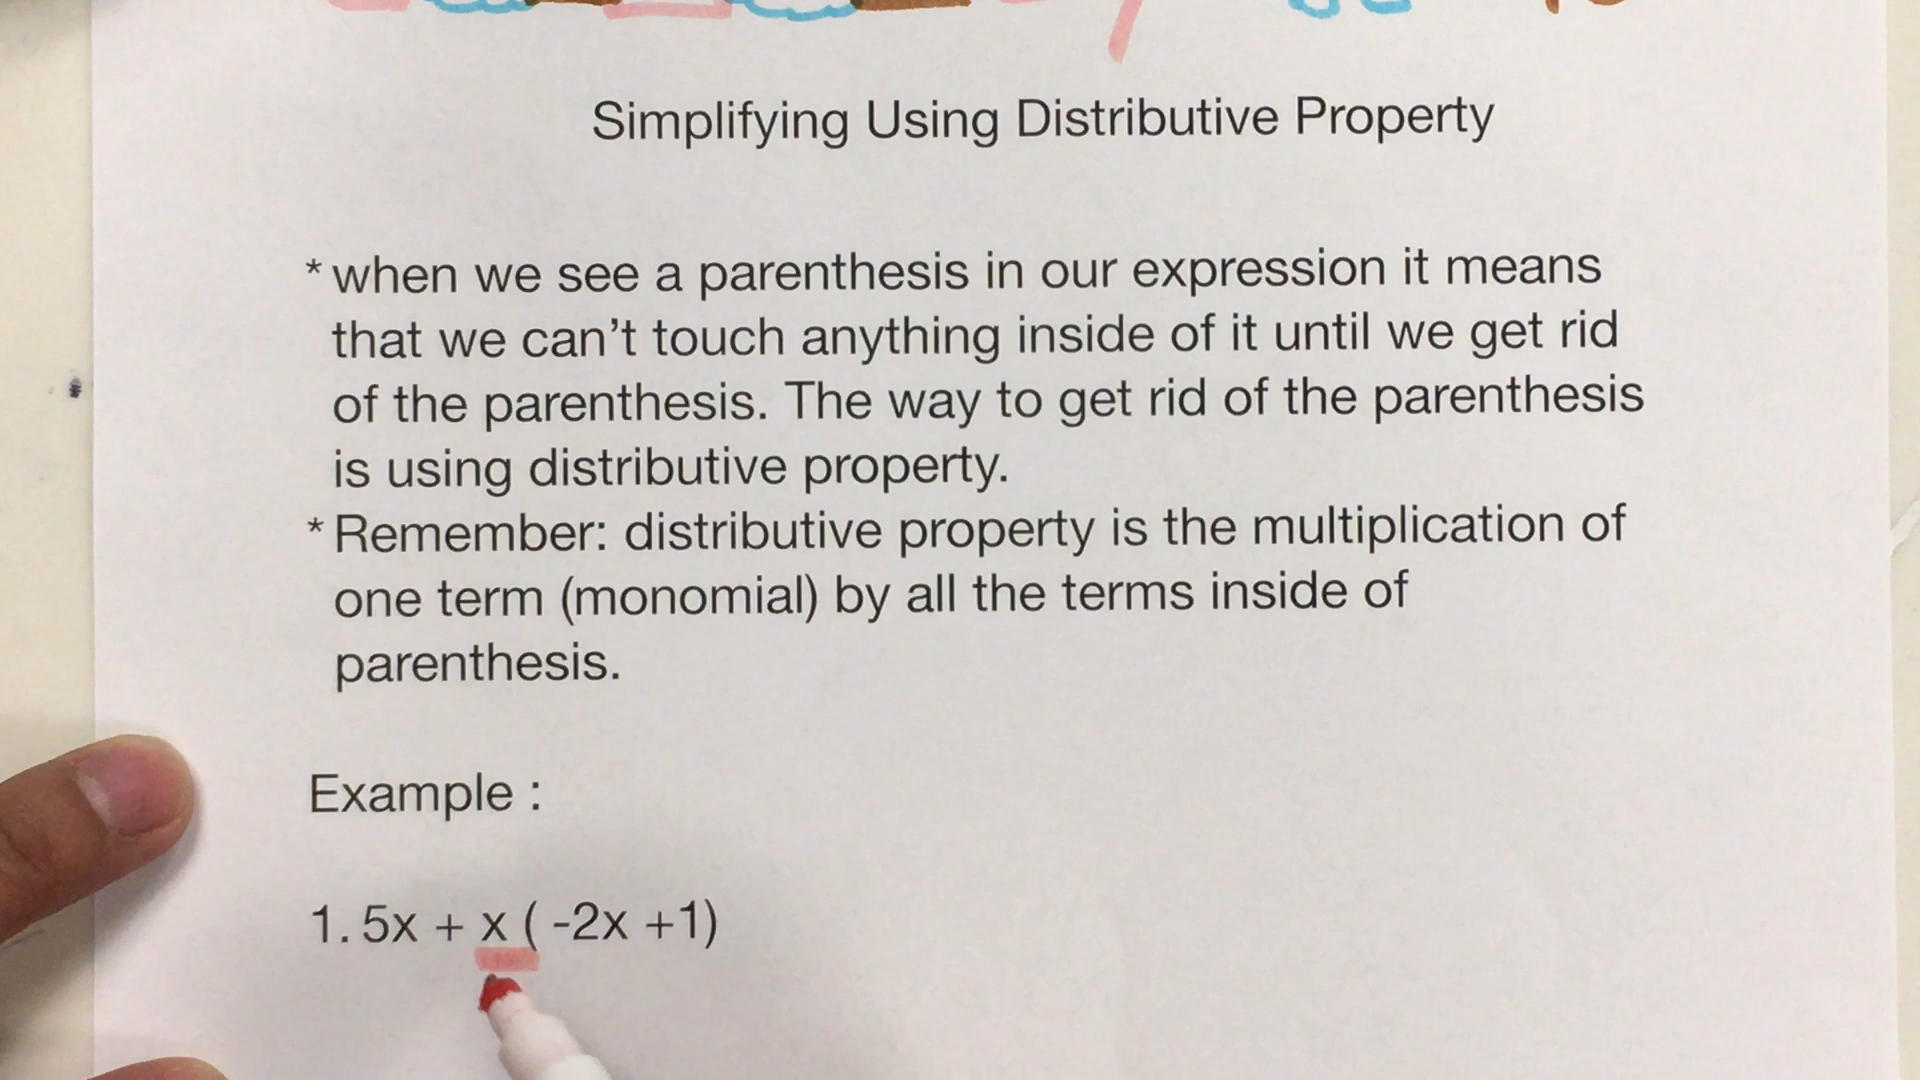 Simplifying Using Distributive Property
* when we see a parenthesis in our expression it means
that we can't touch anything inside of it until we get rid
of the parenthesis. The way to get rid of the parenthesis
is using distributive property.
* Remember: distributive property is the multiplication of
one term (monomial) by all the terms inside of
parenthesis.
Example :
1. 5x + x ( -2x +1)